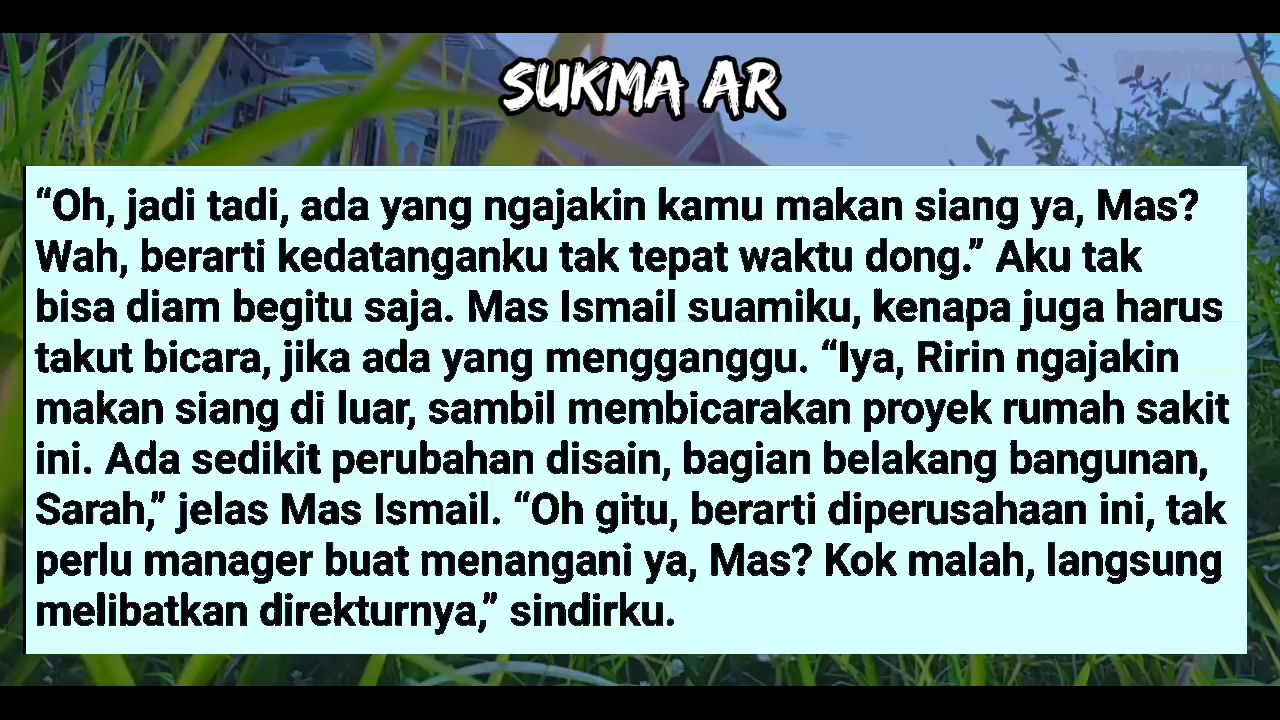 SUKMA AR
“Oh, jadi tadi, ada yang ngajakin kamu makan siang ya, Mas?
Wah, berarti kedatanganku tak tepat waktu dong.” Aku tak
bisa diam begitu saja. Mas Ismail suamiku, kenapa juga harus
takut bicara, jika ada yang mengganggu. “Iya, Ririn ngajakin
makan siang di luar, sambil membicarakan proyek rumah sakit
ini. Ada sedikit perubahan disain, bagian belakang bangunan,
Sarah,” jelas Mas Ismail. “Oh gitu, berarti diperusahaan ini, tak
perlu manager buat menangani ya, Mas? Kok malah, langsung
melibatkan direkturnya,” sindirku.